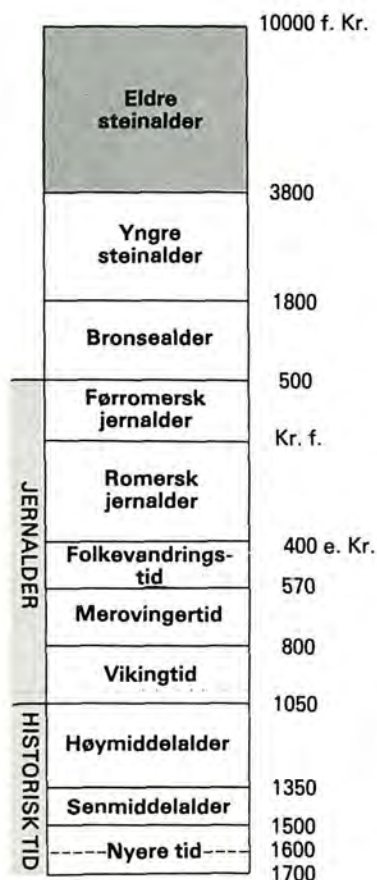 10000 f. Kr.
Eldre
steinalder
3800
Yngre
steinalder
1800
Bronsealder
500
Førromersk
jernalder
Kr. f.
Romersk
jernalder
400 e. Kr.
Folkevandrings-
tid
570
Merovingertid
800
Vikingtid
1050
Høymiddelalder
1350
Senmiddelalder
1500
Nyere tid
1600
1700
JERNALDER
HISTORISK TID